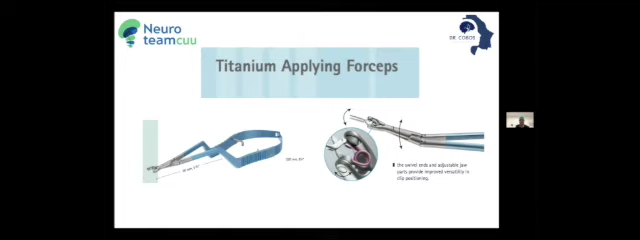 Neuro
teamcuu
DR. COBOS
Titanium Applying Forceps
the swivel ends and adjustable jaw
parts provide improved versatility in
clip positioning.